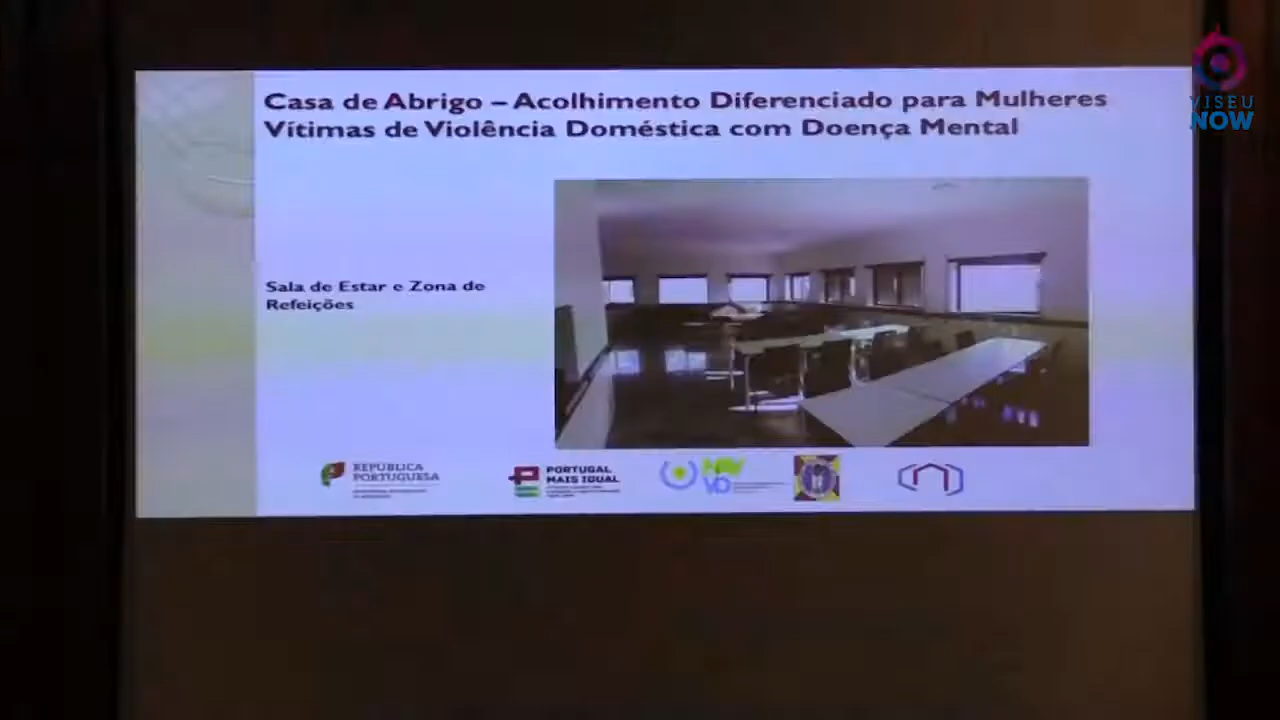 VISEU
NOW
Casa de Abrigo – Acolhimento Diferenciado para Mulheres
Vítimas de Violência Doméstica com Doença Mental
Sala de Estar e Zona de
Refeições
REPÚBLICA
PORTUGUESA
PORTUGAL
MAIS IGUAL
VD